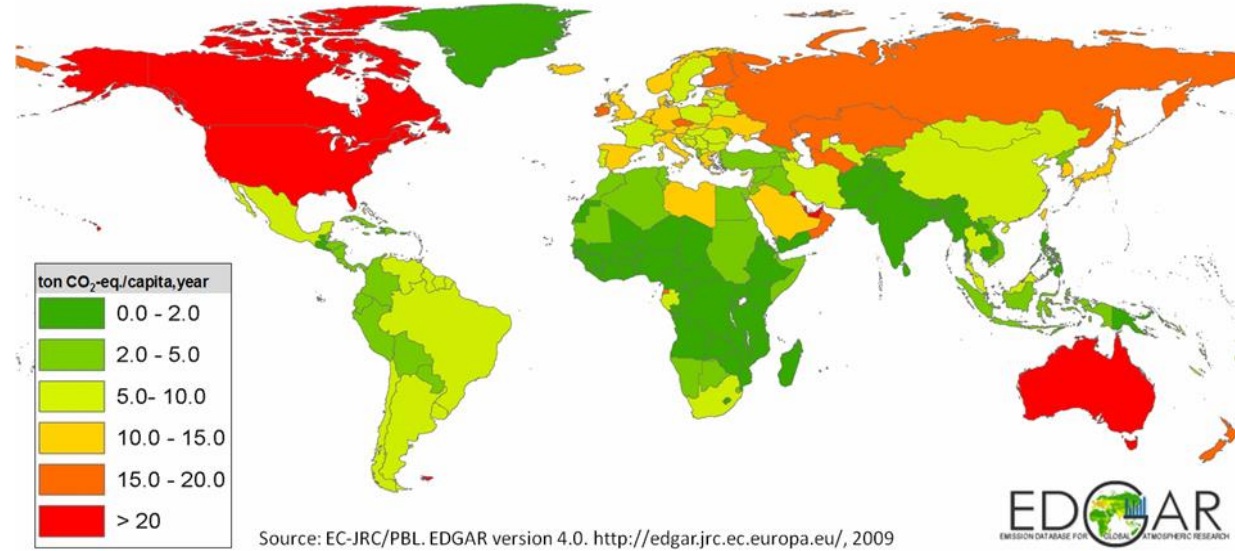 ton CO₂-eq./capita,year
0.0 - 2.0
2.0 - 5.0
5.0- 10.0
10.0 - 15.0
15.0 - 20.0
> 20
Source: EC-JRC/PBL. EDGAR version 4.0. http://edgar.jrc.ec.europa.eu/, 2009
EDGAR
EMISSION DATABASE FOR GLOBAL ATMOSPHERIC RESEARCH